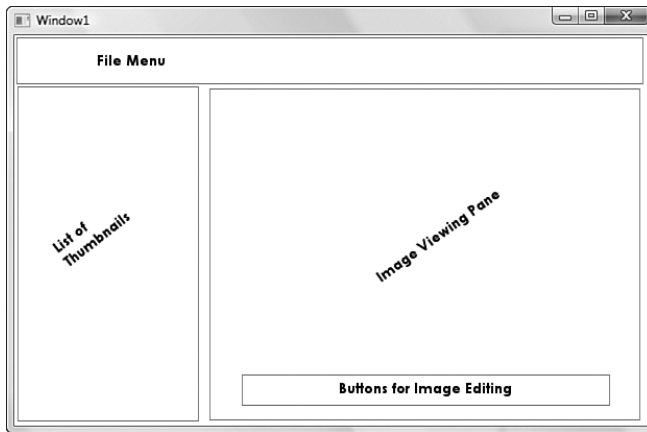 Window1
File Menu
List of
Thumbnails
Image Viewing Pane
Buttons for Image Editing